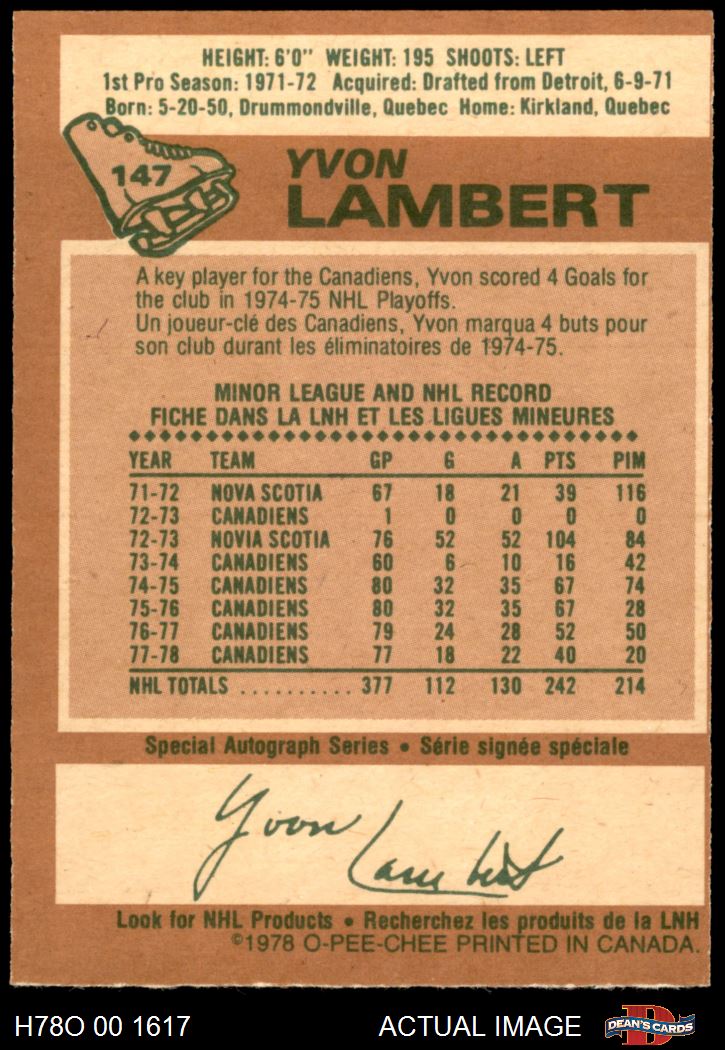 HEIGHT: 6'0" WEIGHT: 195 SHOOTS: LEFT
1st Pro Season: 1971-72 Acquired: Drafted from Detroit, 6-9-71
Born: 5-20-50, Drummondville, Quebec Home: Kirkland, Quebec
147
YVON
LAMBERT
A key player for the Canadiens, Yvon scored 4 Goals for
the club in 1974-75 NHL Playoffs.
Un joueur-clé des Canadiens, Yvon marqua 4 buts pour
son club durant les éliminatoires de 1974-75.
MINOR LEAGUE AND NHL RECORD
FICHE DANS LA LNH ET LES LIGUES MINEURES
YEAR TEAM GP G A PTS PIM
71-72 NOVA SCOTIA 67 18 21 39 116
72-73 CANADIENS 1 0 0 0 0
72-73 NOVIA SCOTIA 76 52 52 104 84
73-74 CANADIENS 60 6 10 16 42
74-75 CANADIENS 80 32 35 67 74
75-76 CANADIENS 80 32 35 67 28
76-77 CANADIENS 79 24 28 52 50
77-78 CANADIENS 77 18 22 40 20
NHL TOTALS .......... 377 112 130 242 214
Special Autograph Series • Série signée spéciale
Yvon Lambert
Look for NHL Products • Recherchez les produits de la LNH
©1978 O-PEE-CHEE PRINTED IN CANADA.
H78O 00 1617 ACTUAL IMAGE D DEAN'S CARDS